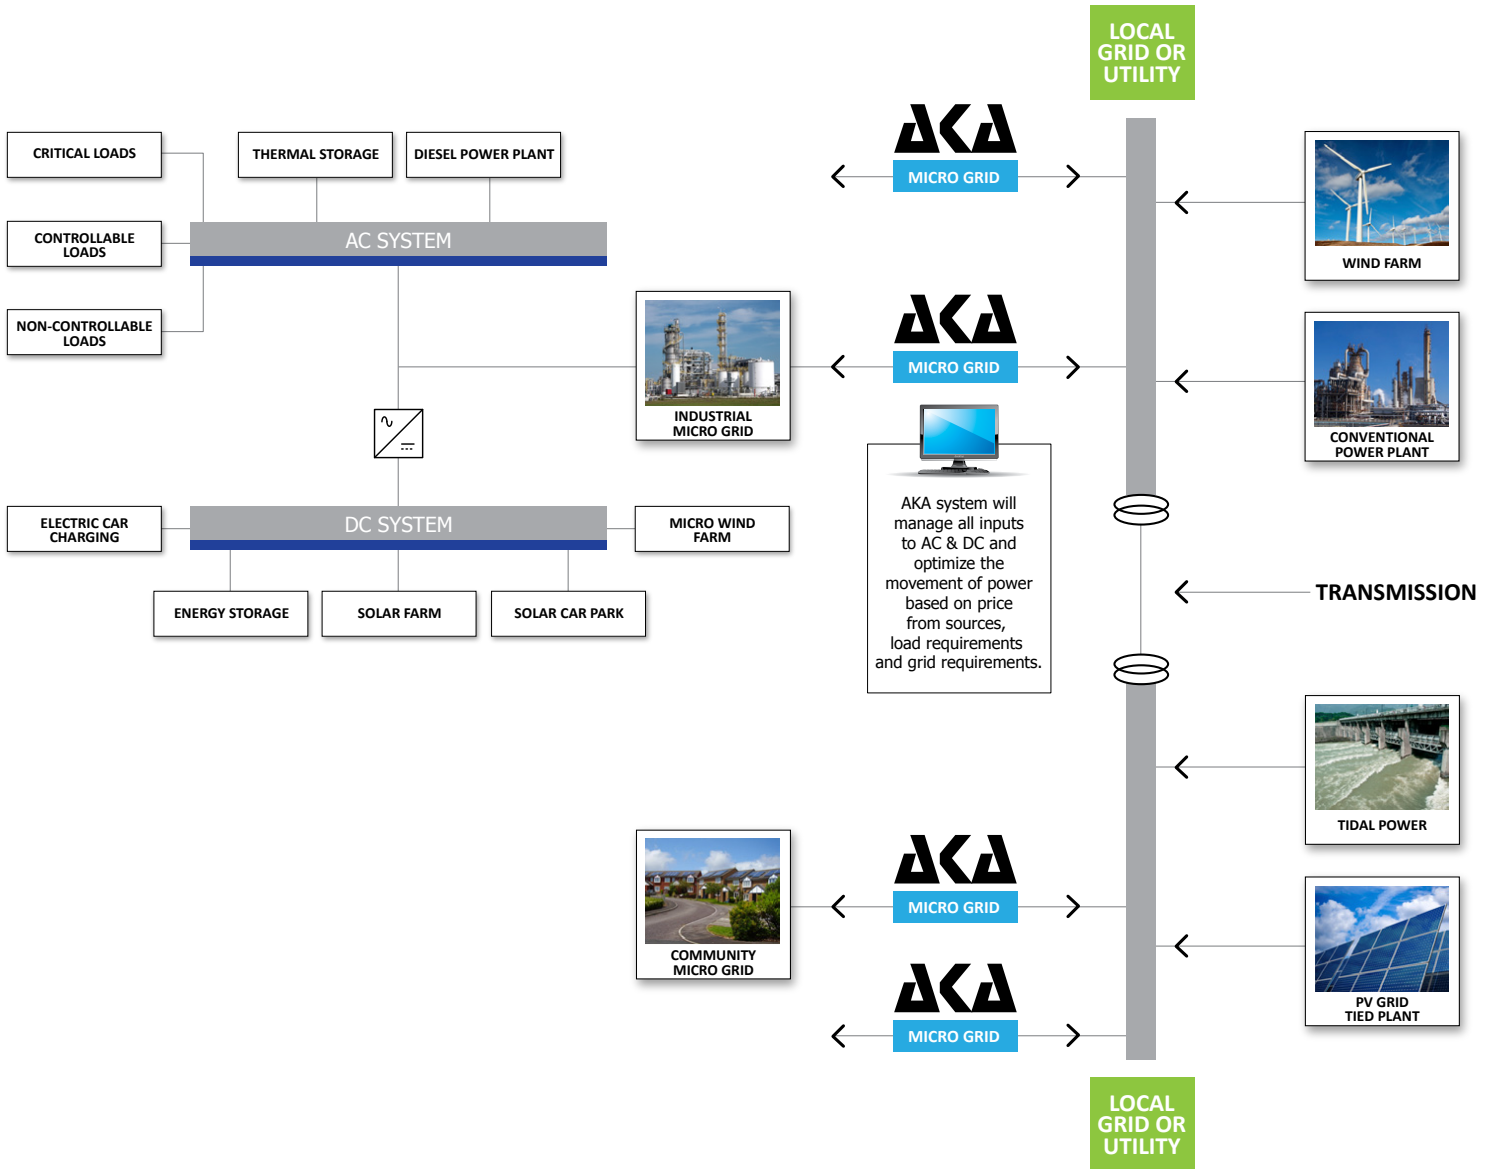 LOCAL
GRID OR
UTILITY
AKA
MICRO GRID
CRITICAL LOADS
THERMAL STORAGE
DIESEL POWER PLANT
CONTROLLABLE
LOADS
AC SYSTEM
NON-CONTROLLABLE
LOADS
WIND FARM
INDUSTRIAL
MICRO GRID
AKA
MICRO GRID
CONVENTIONAL
POWER PLANT
ELECTRIC CAR
CHARGING
DC SYSTEM
MICRO WIND
FARM
ENERGY STORAGE
SOLAR FARM
SOLAR CAR PARK
AKA system will
manage all inputs
to AC & DC and
optimize the
movement of power
based on price
from sources,
load requirements
and grid requirements.
TRANSMISSION
TIDAL POWER
COMMUNITY
MICRO GRID
AKA
MICRO GRID
AKA
MICRO GRID
PV GRID
TIED PLANT
LOCAL
GRID OR
UTILITY